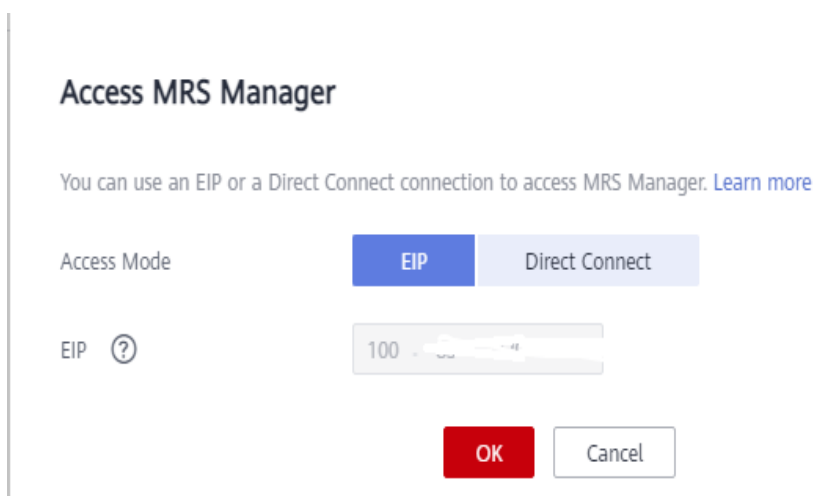 Access MRS Manager
You can use an EIP or a Direct Connect connection to access MRS Manager. Learn more
Access Mode EIP Direct Connect
EIP ? 100 .
OK Cancel